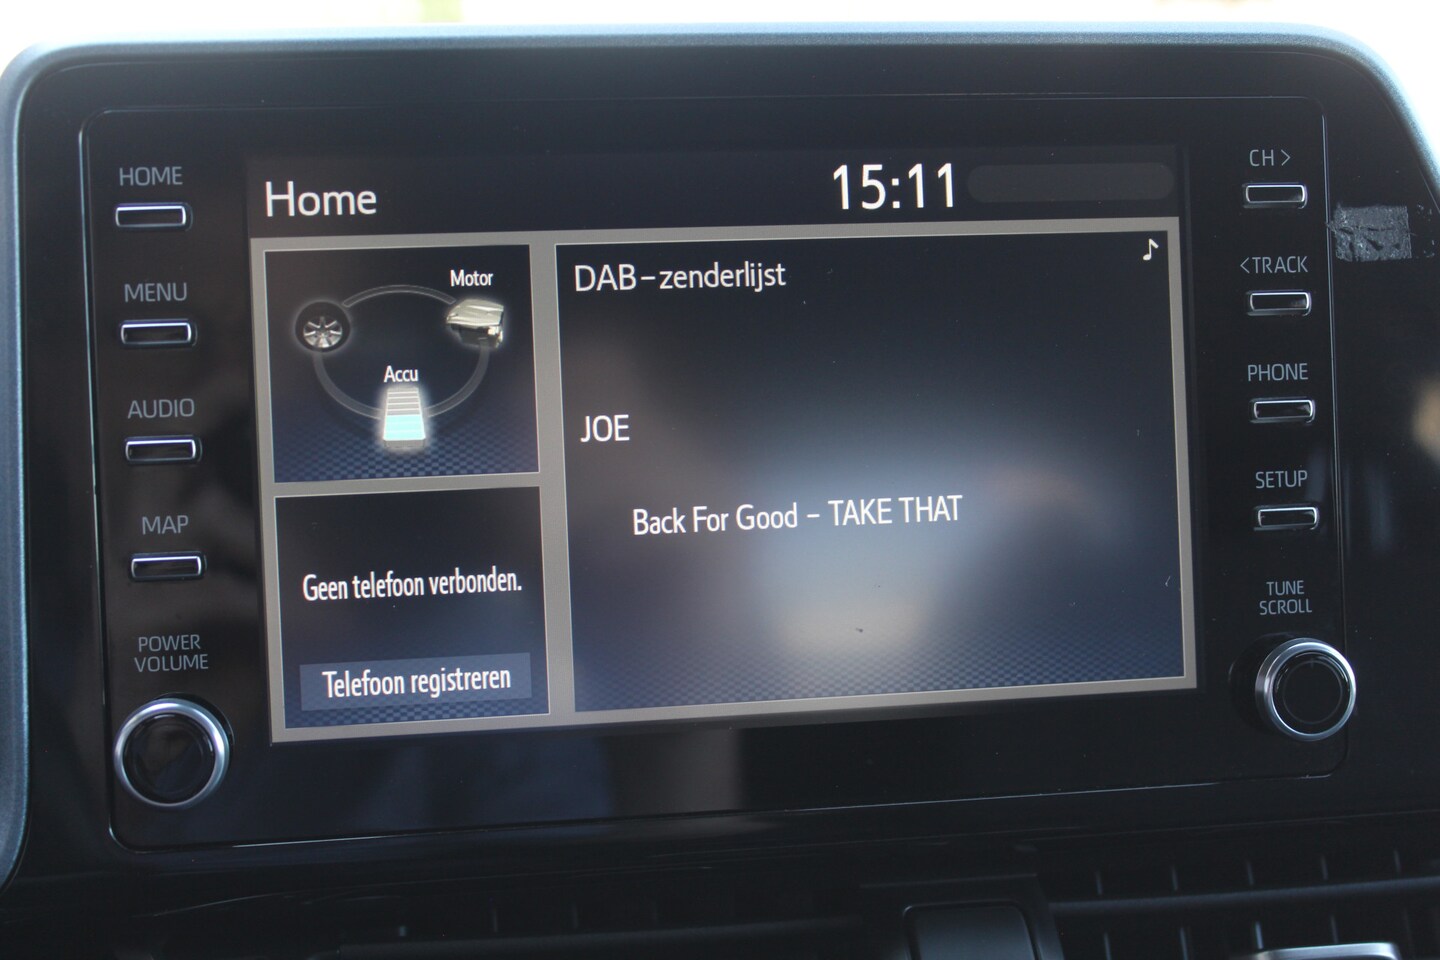 HOME
MENU
AUDIO
MAP
POWER
VOLUME
Home
15:11
Motor
Accu
Geen telefoon verbonden.
Telefoon registreren
DAB-zenderlijst
JOE
Back For Good - TAKE THAT
CH >
<TRACK
PHONE
SETUP
TUNE
SCROLL